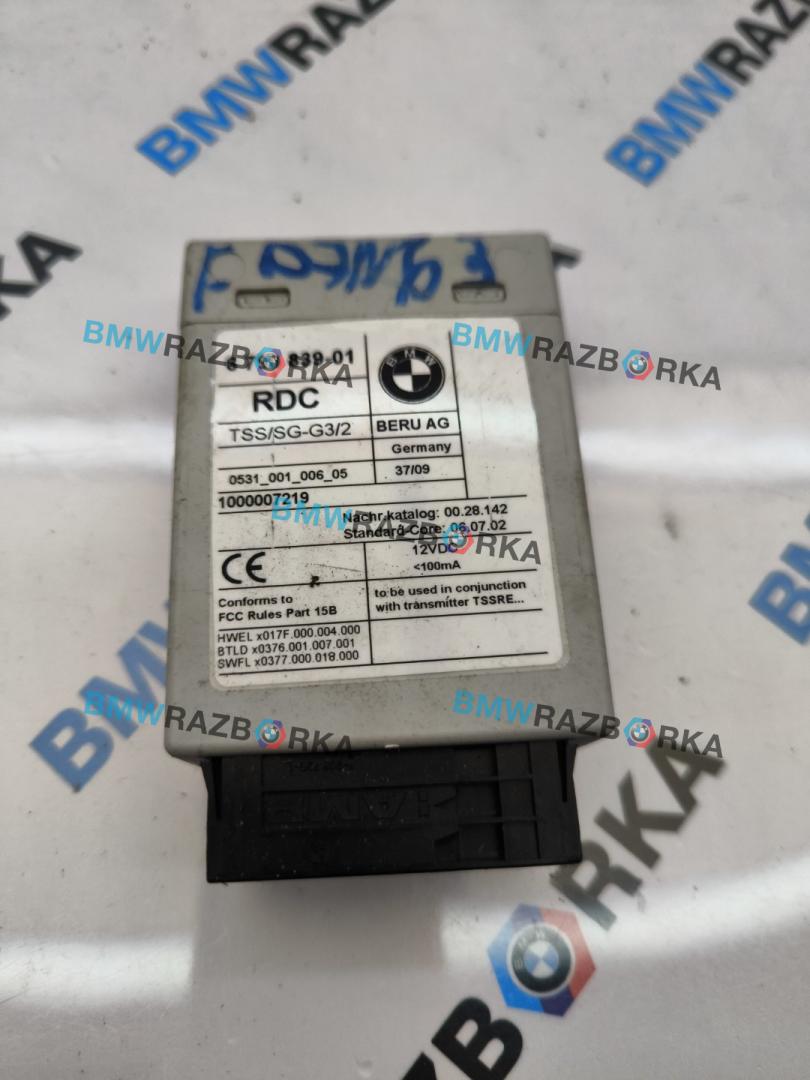 BMWRAZBORKA
BMWRAZBORKA
BMWRAZBORKA
839-01
BMW
RDC
TSS/SG-G3/2
BERU AG
Germany
0531_001_006_05
37/09
1000007219
Nachr.katalog: 00.28.142
Standard-Core: 06.07.02
BMWRAZBORKA
12VDC
<100mA
CE
Conforms to
FCC Rules Part 15B
to be used in conjunction
with transmitter TSSRE...
HWEL x017F.000.004.000
BTLD x0376.001.007.001
SWFL x0377.000.018.000
BMWRAZBORKA
BMWRAZBORKA
AMP